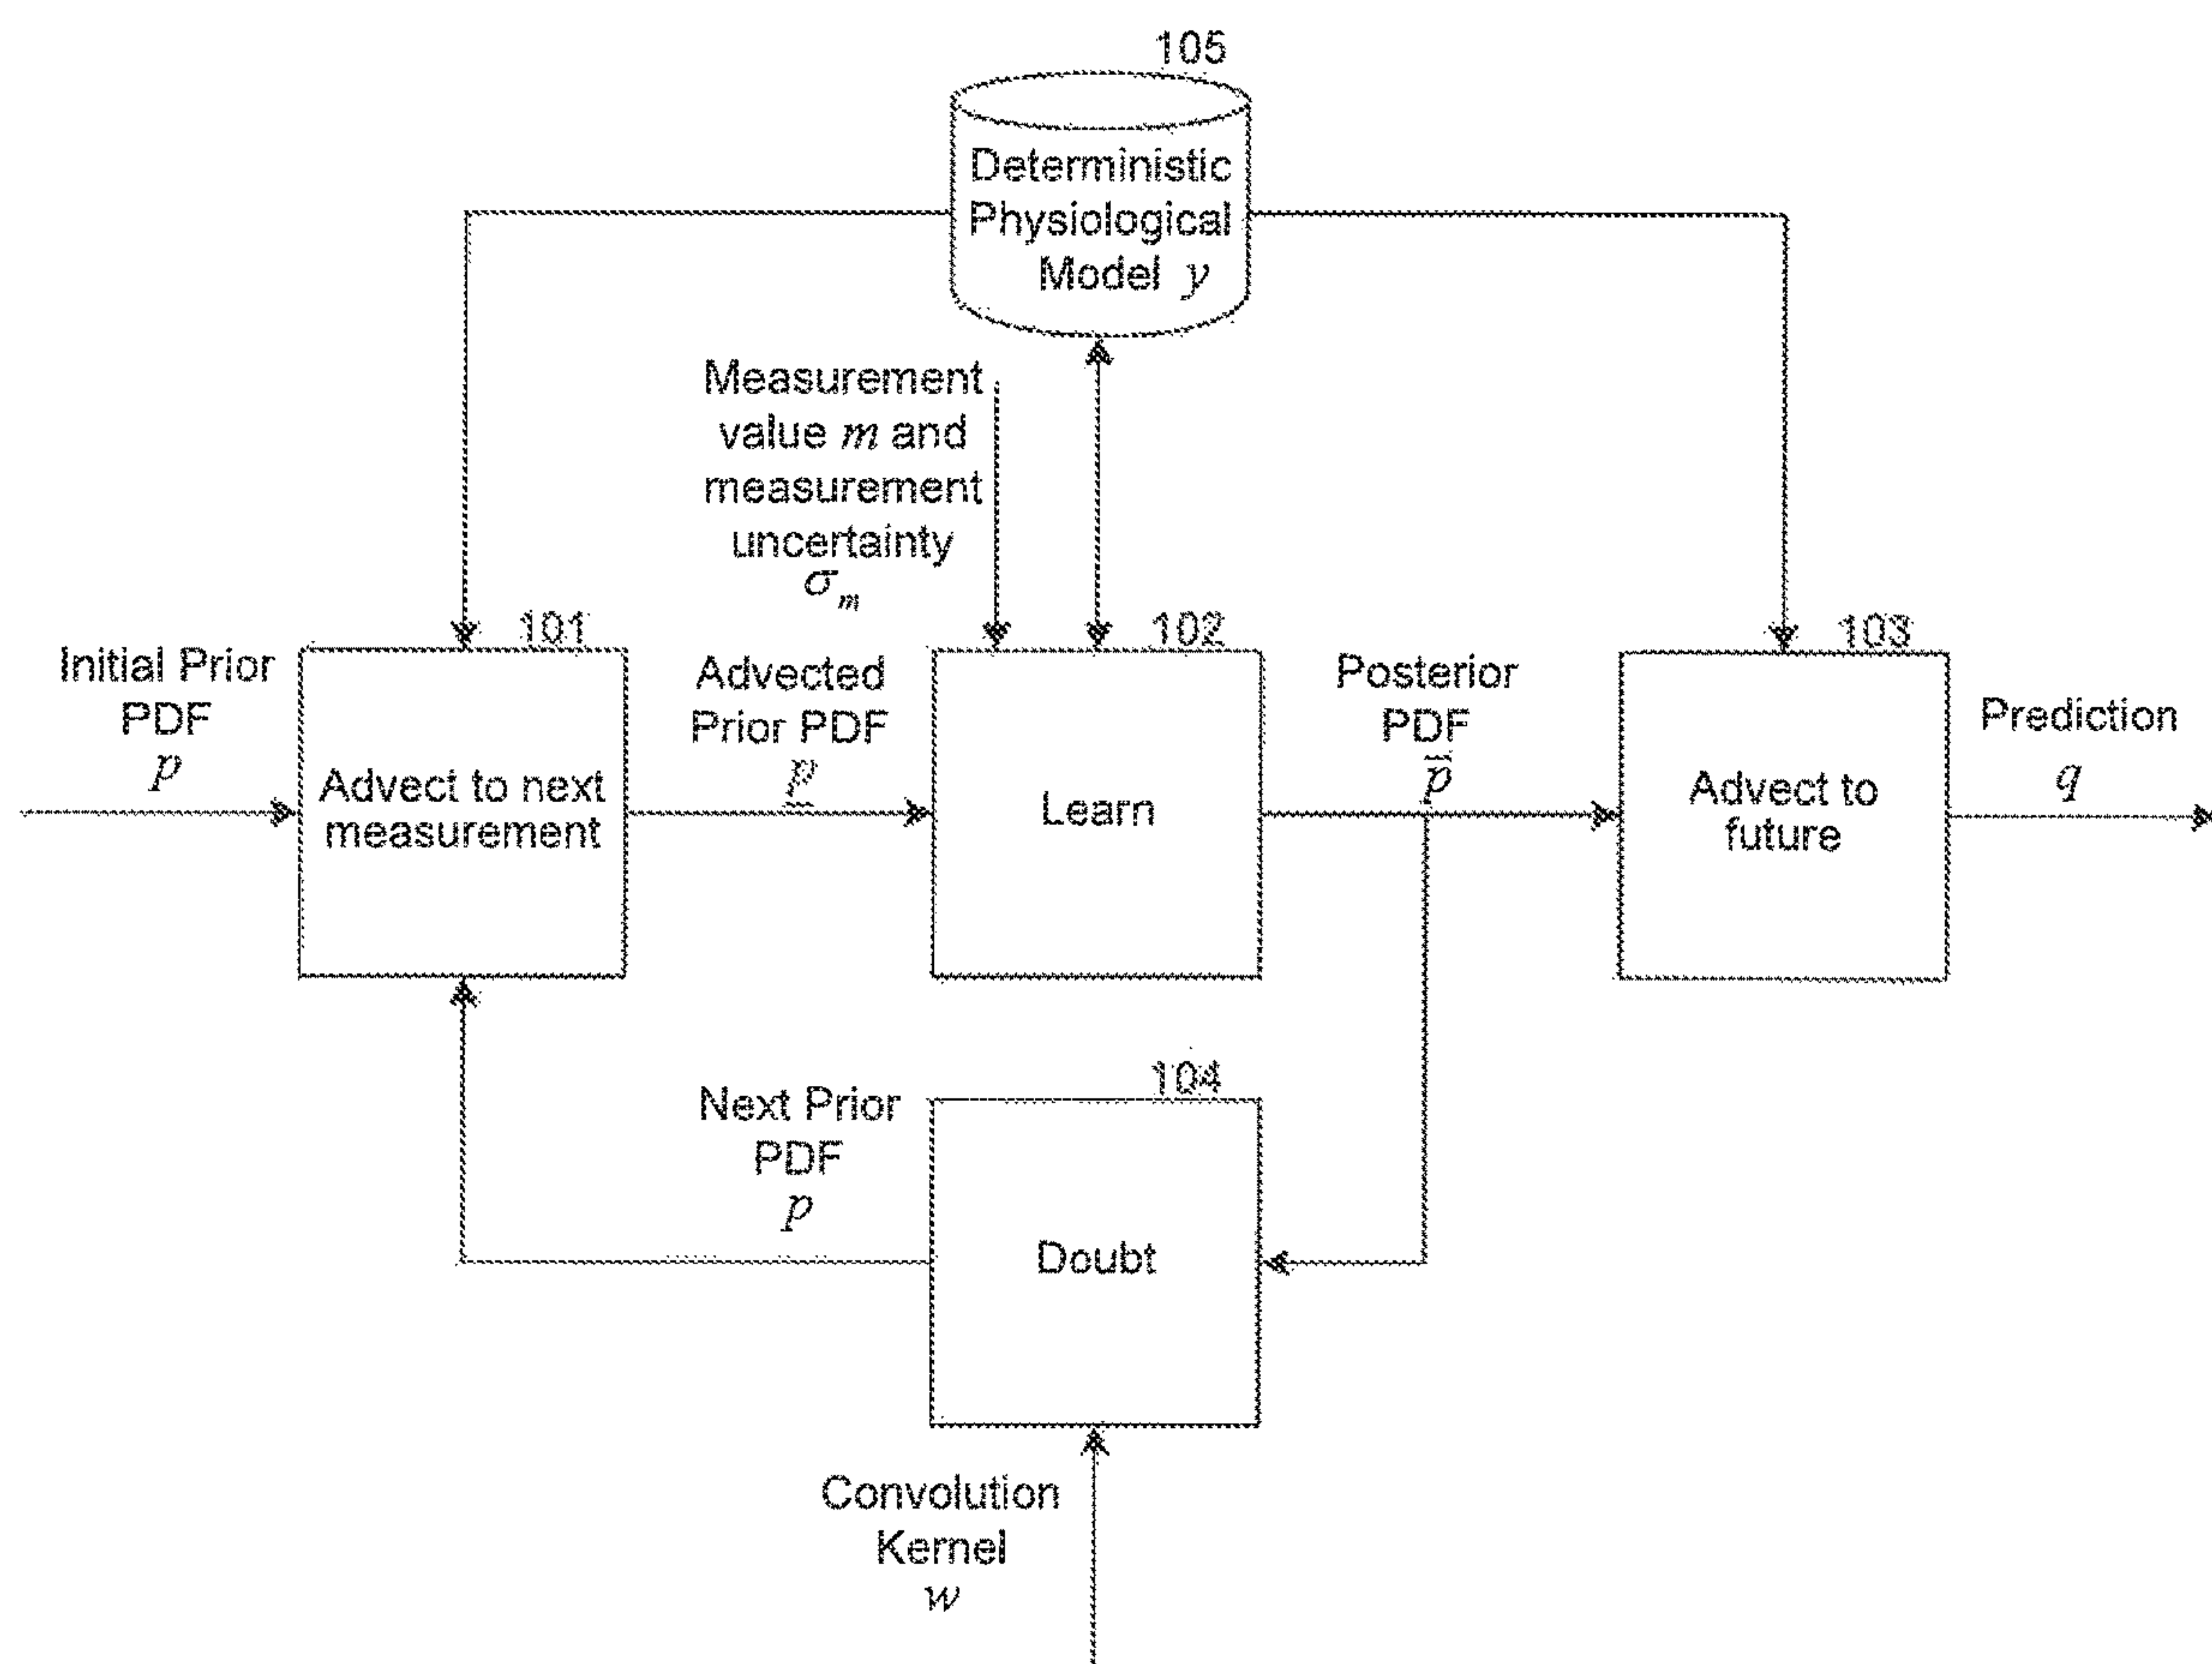 105
Deterministic
Physiological
Model y
Measurement
value m and
measurement
uncertainty
σm
101
102
103
Initial Prior
PDF
p
Advected
Prior PDF
p
Posterior
PDF
p̄
Prediction
q
Advect to next
measurement
Learn
Advect to
future
104
Next Prior
PDF
p
Doubt
Convolution
Kernel
w